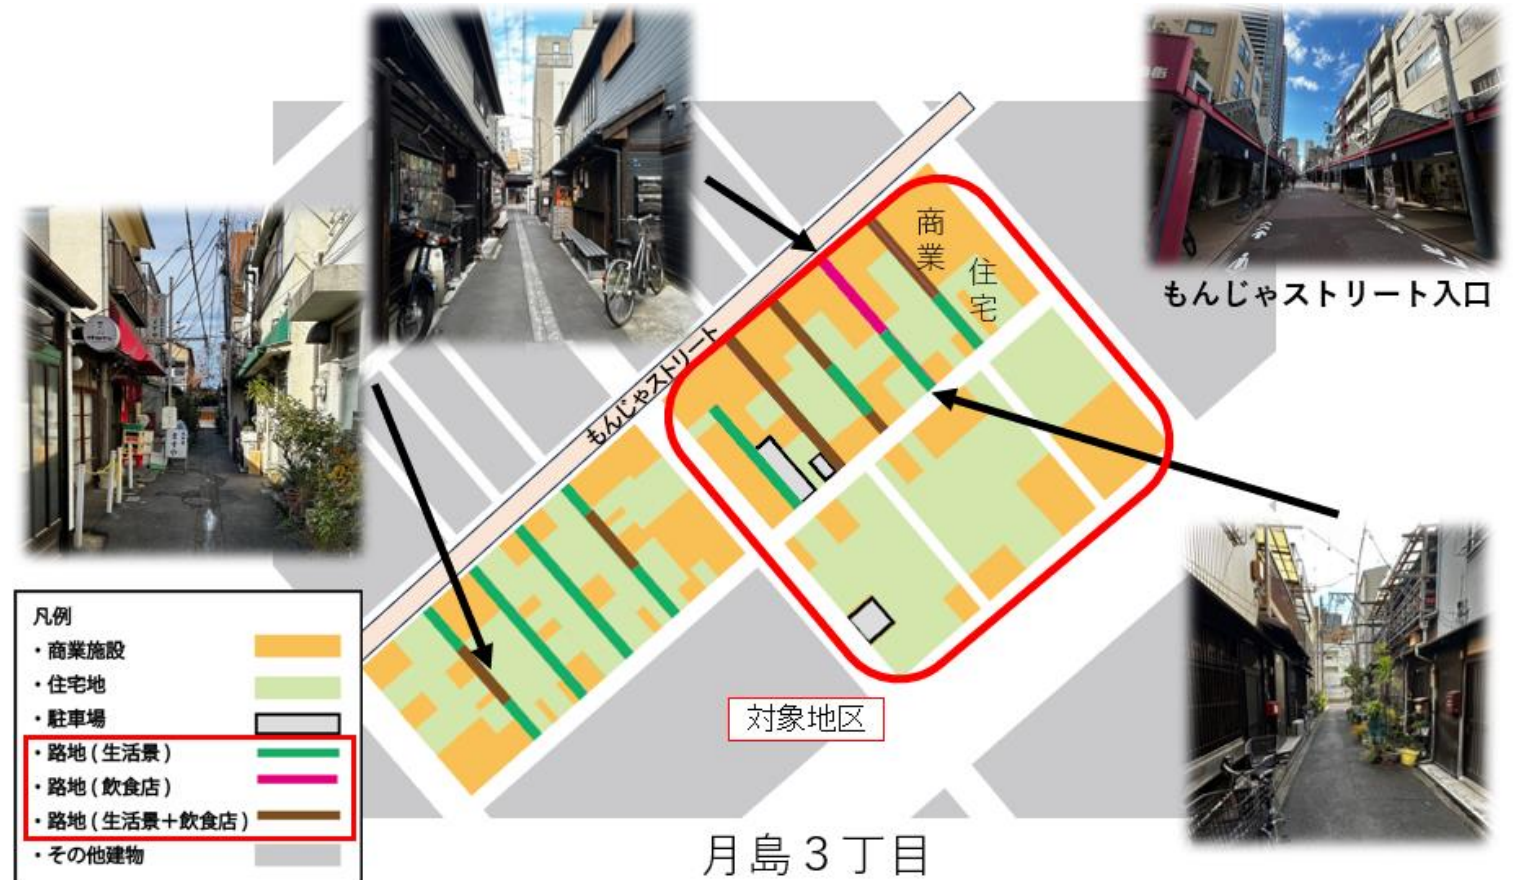 商業
住宅
もんじゃストリート入口
もんじゃストリート
凡例
・商業施設
・住宅地
・駐車場
・路地(生活景)
・路地(飲食店)
・路地(生活景＋飲食店)
・その他建物
対象地区
月島３丁目